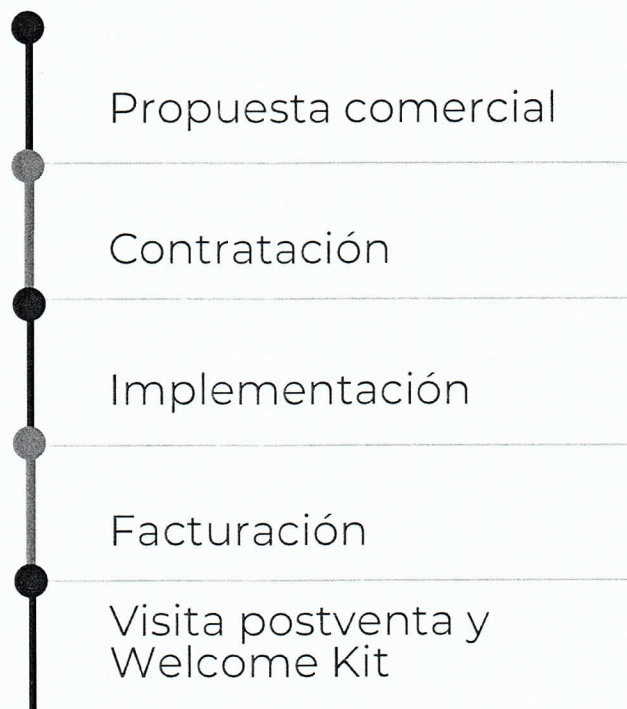 Propuesta comercial
Contratación
Implementación
Facturación
Visita postventa y
Welcome Kit